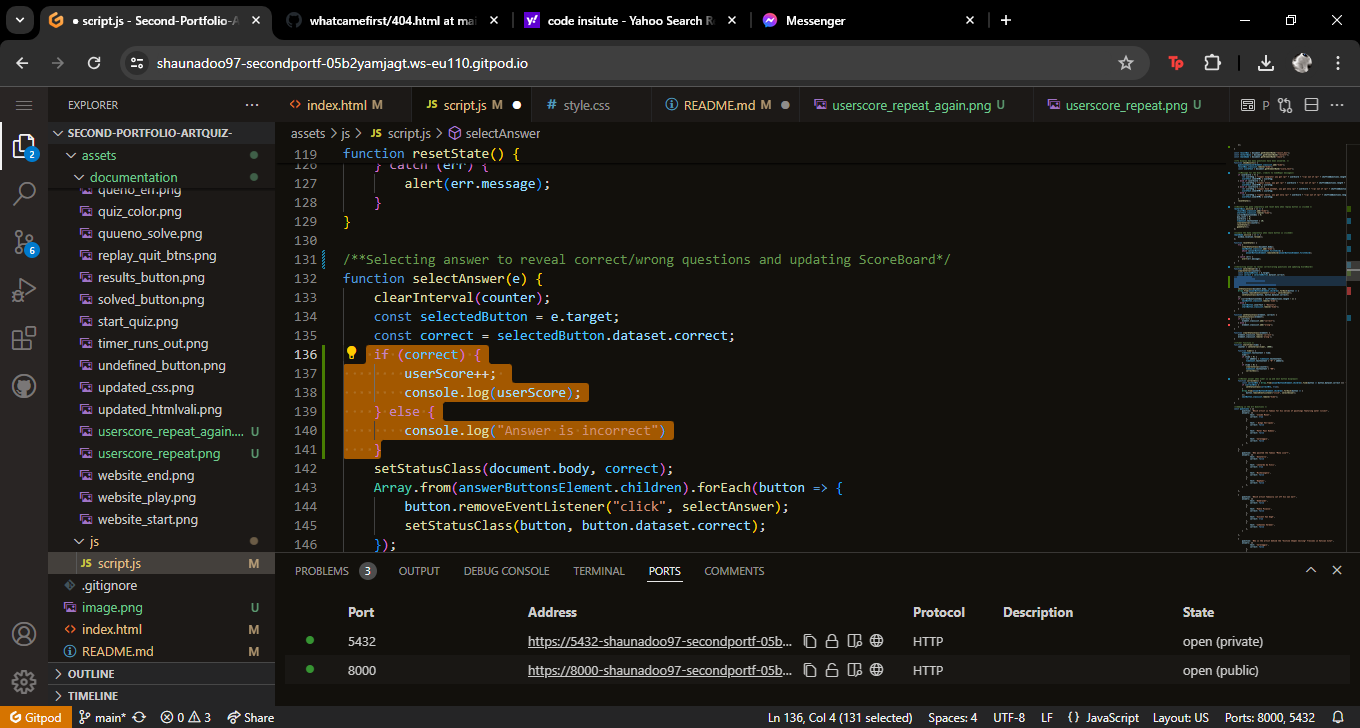 ● script.js - Second-Portfolio-A
whatcamefirst/404.html at mai
code insitute - Yahoo Search R
Messenger
shaunadoo97-secondportf-05b2yamjagt.ws-eu110.gitpod.io
Tp
EXPLORER
index.html M
JS script.js M
# style.css
README.md M
userscore_repeat_again.png U
userscore_repeat.png U
P
SECOND-PORTFOLIO-ARTQUIZ-
assets > js > JS script.js > selectAnswer
assets
documentation
queno_err.png
quiz_color.png
quueno_solve.png
replay_quit_btns.png
results_button.png
solved_button.png
start_quiz.png
timer_runs_out.png
undefined_button.png
updated_css.png
updated_htmlvali.png
userscore_repeat_again.... U
userscore_repeat.png U
website_end.png
website_play.png
website_start.png
js
JS script.js M
.gitignore
image.png U
index.html M
README.md M
OUTLINE
TIMELINE
2
6
119 function resetState() {
126 } catch (err) {
127 alert(err.message);
128 }
129 }
130
131 /**Selecting answer to reveal correct/wrong questions and updating ScoreBoard*/
132 function selectAnswer(e) {
133 clearInterval(counter);
134 const selectedButton = e.target;
135 const correct = selectedButton.dataset.correct;
136 if (correct) {
137 userScore++;
138 console.log(userScore);
139 } else {
140 console.log("Answer is incorrect")
141 }
142 setStatusClass(document.body, correct);
143 Array.from(answerButtonsElement.children).forEach(button => {
144 button.removeEventListener("click", selectAnswer);
145 setStatusClass(button, button.dataset.correct);
146 });
PROBLEMS 3 OUTPUT DEBUG CONSOLE TERMINAL PORTS COMMENTS
Port Address Protocol Description State
5432 https://5432-shaunadoo97-secondportf-05b... HTTP open (private)
8000 https://8000-shaunadoo97-secondportf-05b... HTTP open (public)
Gitpod main* 0 3 Share Ln 136, Col 4 (131 selected) Spaces: 4 UTF-8 LF {} JavaScript Layout: US Ports: 8000, 5432